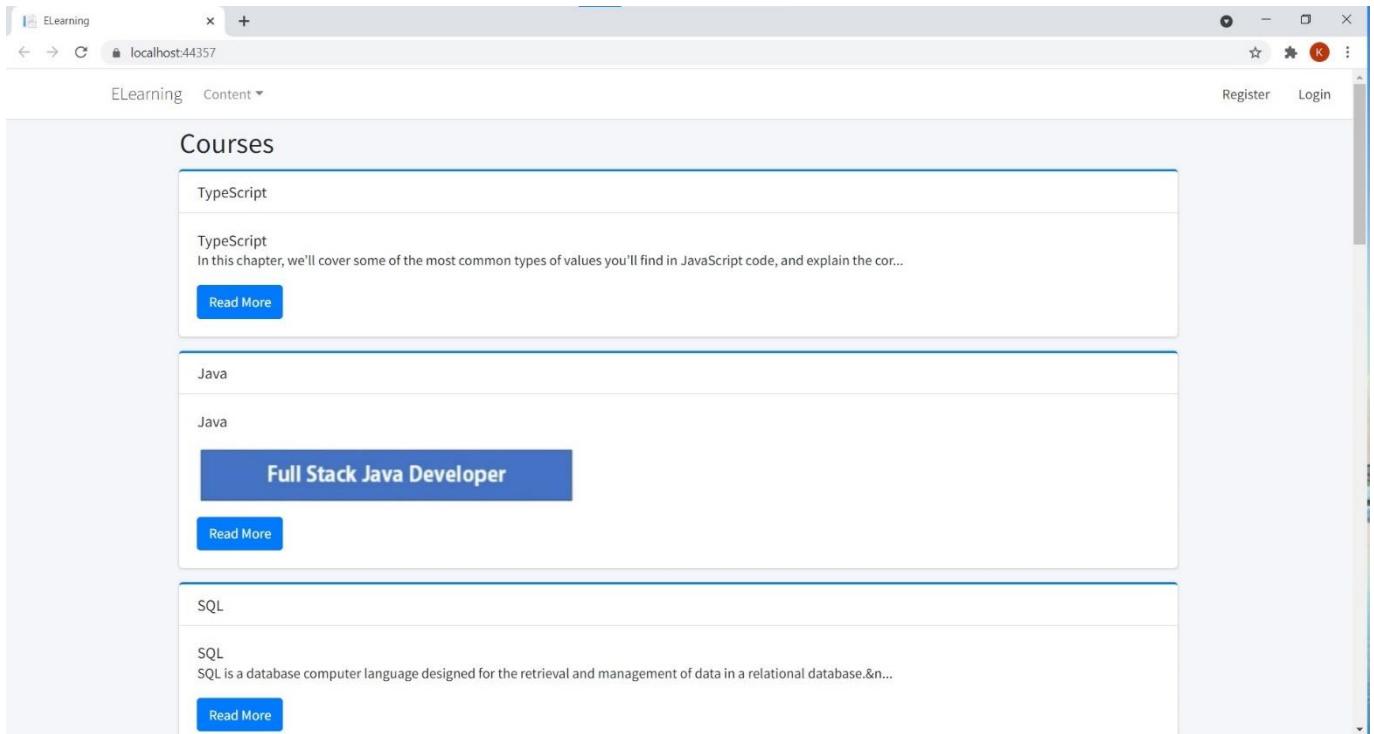 ELearning
localhost:44357
K
ELearning Content Register Login
Courses
TypeScript
TypeScript
In this chapter, we'll cover some of the most common types of values you'll find in JavaScript code, and explain the cor...
Read More
Java
Java
Full Stack Java Developer
Read More
SQL
SQL
SQL is a database computer language designed for the retrieval and management of data in a relational database.&n...
Read More